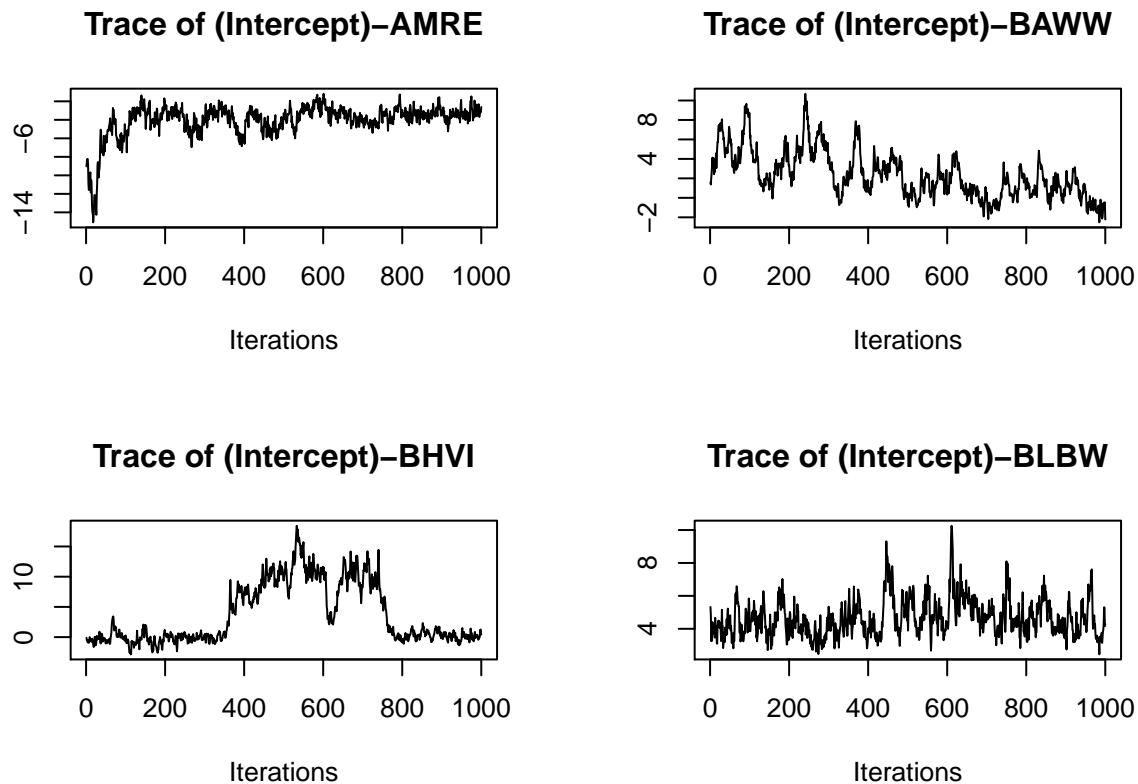 Trace of (Intercept)−AMRE
−6
−14
0 200 400 600 800 1000
Iterations
Trace of (Intercept)−BAWW
8
4
−2
0 200 400 600 800 1000
Iterations
Trace of (Intercept)−BHVI
10
0
0 200 400 600 800 1000
Iterations
Trace of (Intercept)−BLBW
8
4
0 200 400 600 800 1000
Iterations